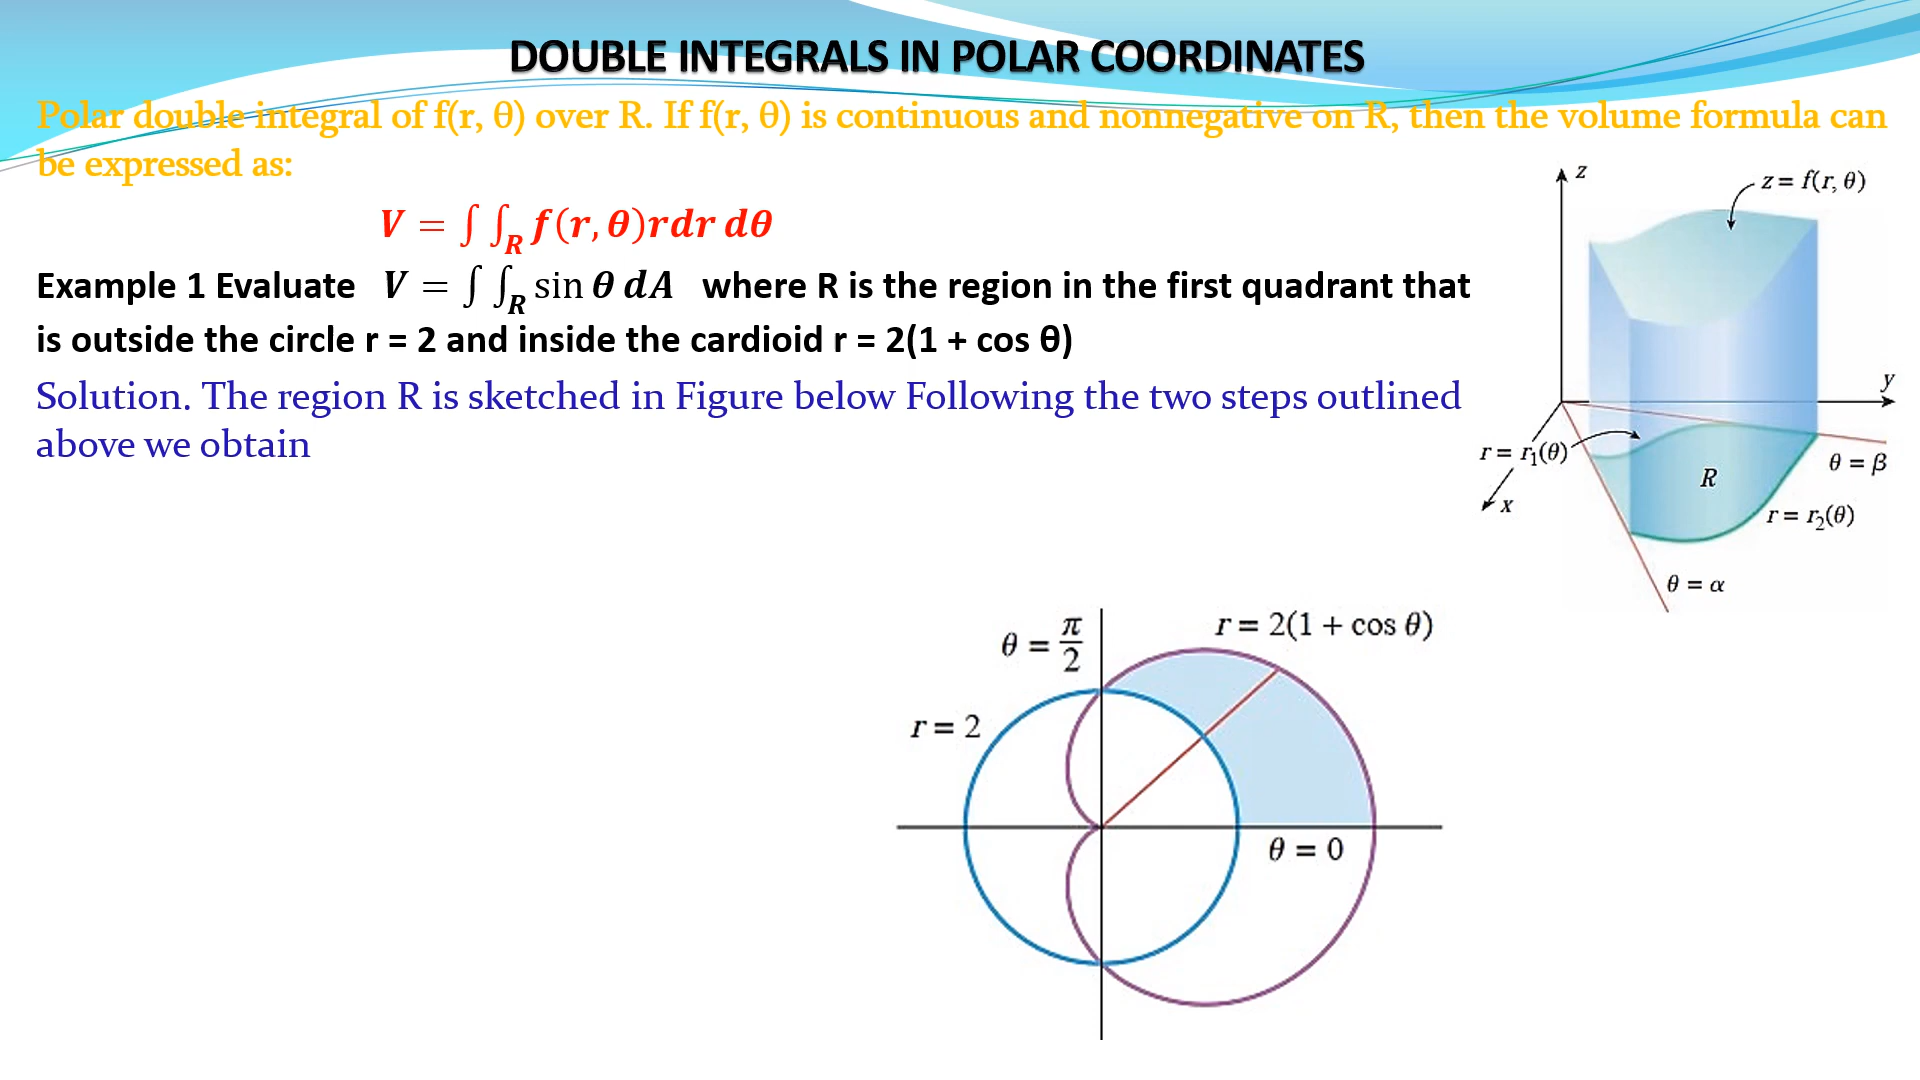 DOUBLE INTEGRALS IN POLAR COORDINATES
Polar double integral of f(r, θ) over R. If f(r, θ) is continuous and nonnegative on R, then the volume formula can
be expressed as:
V = ∫ ∫_R f(r, θ)rdr dθ
Example 1 Evaluate V = ∫ ∫_R sin θ dA where R is the region in the first quadrant that
is outside the circle r = 2 and inside the cardioid r = 2(1 + cos θ)
Solution. The region R is sketched in Figure below Following the two steps outlined
above we obtain
z
z = f(r, θ)
y
r = r₁(θ)
θ = β
R
x
r = r₂(θ)
θ = α
θ = π/2
r = 2(1 + cos θ)
r = 2
θ = 0